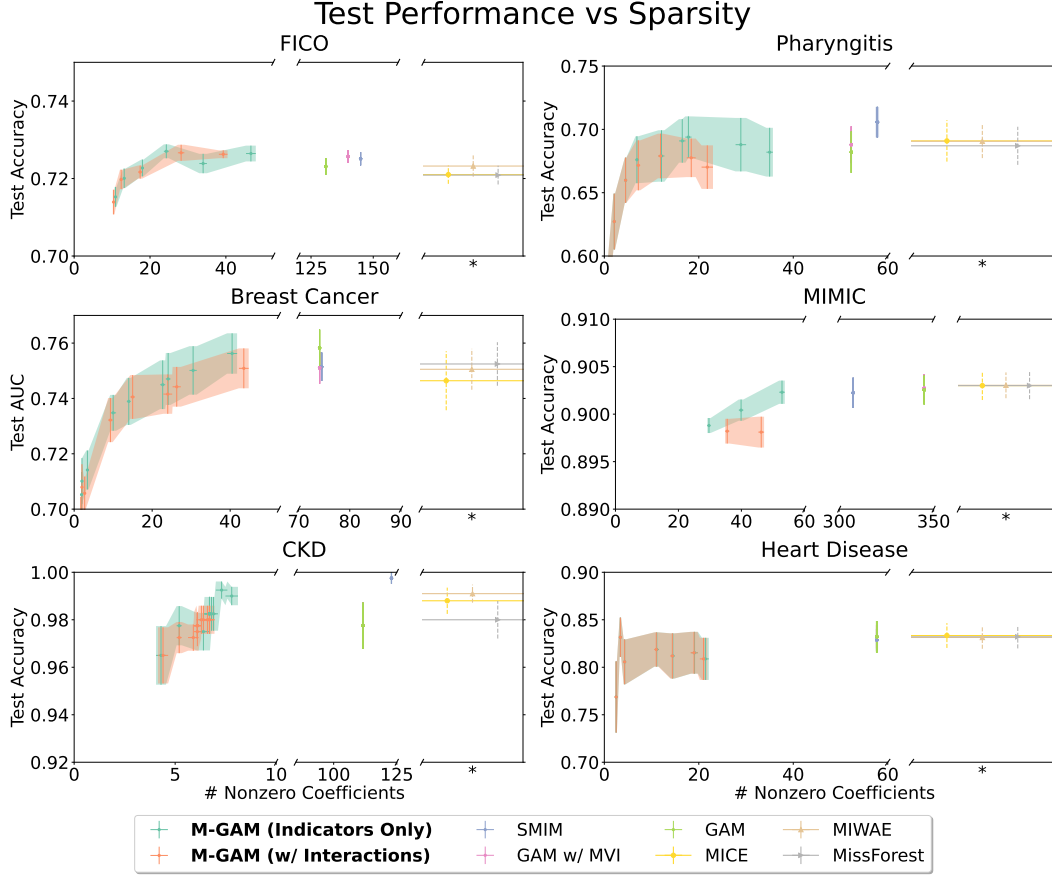 Test Performance vs Sparsity
FICO
Test Accuracy
0.74
0.72
0.70
0 20 40 125 150 *
Pharyngitis
Test Accuracy
0.75
0.70
0.65
0.60
0 20 40 60 *
Breast Cancer
Test AUC
0.76
0.74
0.72
0.70
0 20 40 70 80 90 *
MIMIC
Test Accuracy
0.910
0.905
0.900
0.895
0.890
0 20 40 60 300 350 *
CKD
Test Accuracy
1.00
0.98
0.96
0.94
0.92
0 5 10 100 125 *
# Nonzero Coefficients
Heart Disease
Test Accuracy
0.90
0.85
0.80
0.75
0.70
0 20 40 60 *
# Nonzero Coefficients
M-GAM (Indicators Only) SMIM GAM MIWAE
M-GAM (w/ Interactions) GAM w/ MVI MICE MissForest